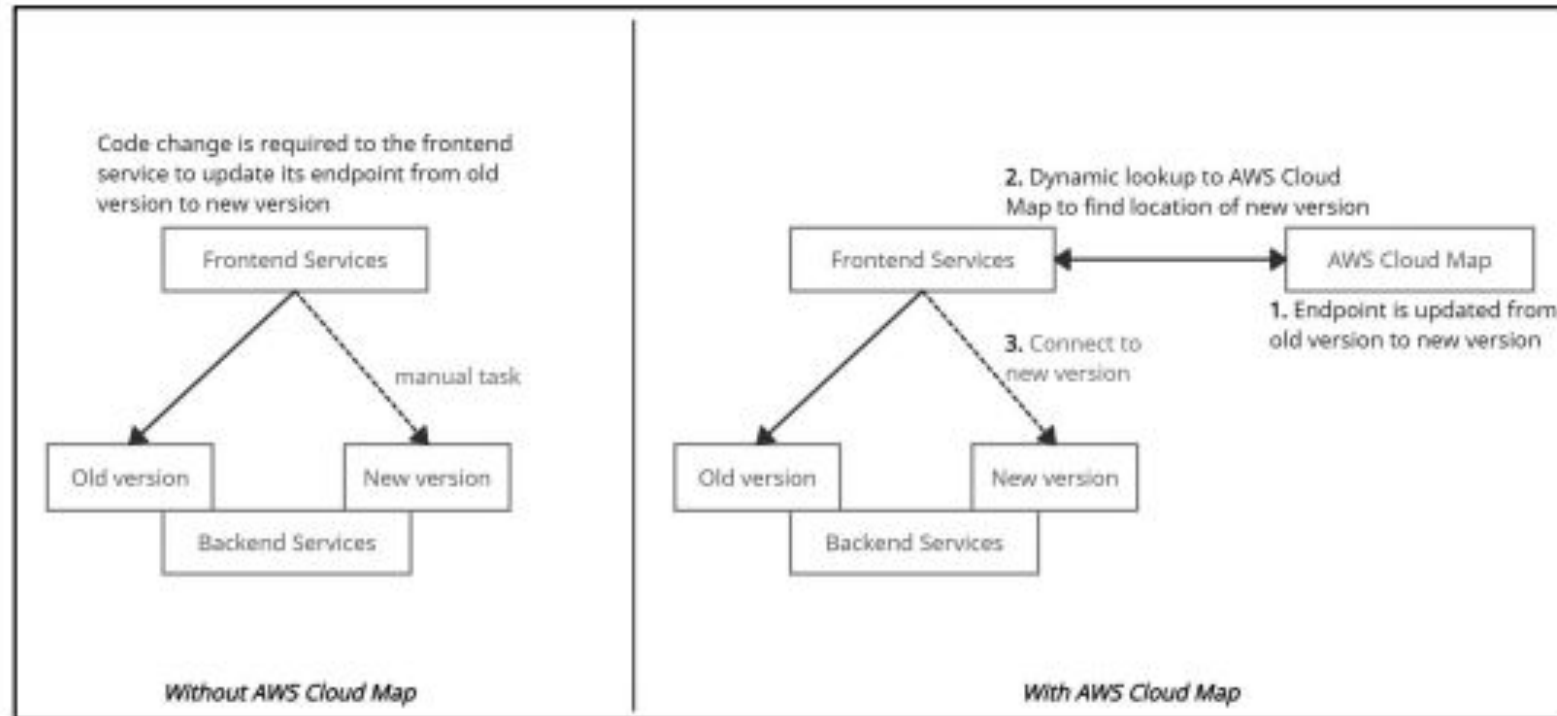 Code change is required to the frontend
service to update its endpoint from old
version to new version
Frontend Services
manual task
Old version
New version
Backend Services
Without AWS Cloud Map
2. Dynamic lookup to AWS Cloud
Map to find location of new version
Frontend Services
AWS Cloud Map
1. Endpoint is updated from
old version to new version
3. Connect to
new version
Old version
New version
Backend Services
With AWS Cloud Map